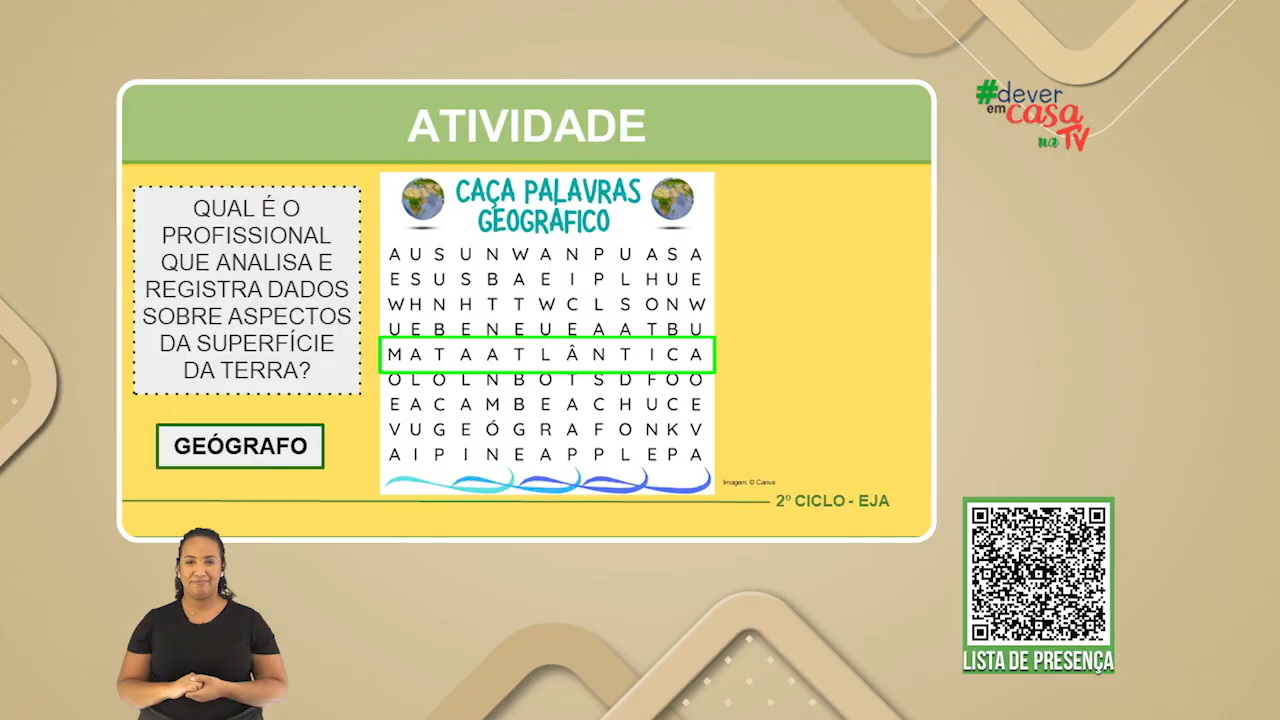 #dever
em
casa
na TV
ATIVIDADE
QUAL É O
PROFISSIONAL
QUE ANALISA E
REGISTRA DADOS
SOBRE ASPECTOS
DA SUPERFÍCIE
DA TERRA?
GEÓGRAFO
CAÇA PALAVRAS
GEOGRÁFICO
A U S U N W A N P U A S A
E S U S B A E I P L H U E
W H N H T T W C L S O N W
U E B E N E U E A A T B U
M A T A A T L Â N T I C A
O L O L N B O T S D F O O
E A C A M B E A C H U C E
V U G E Ó G R A F O N K V
A I P I N E A P P L E P A
Imagem: © Canva
2º CICLO - EJA
LISTA DE PRESENÇA